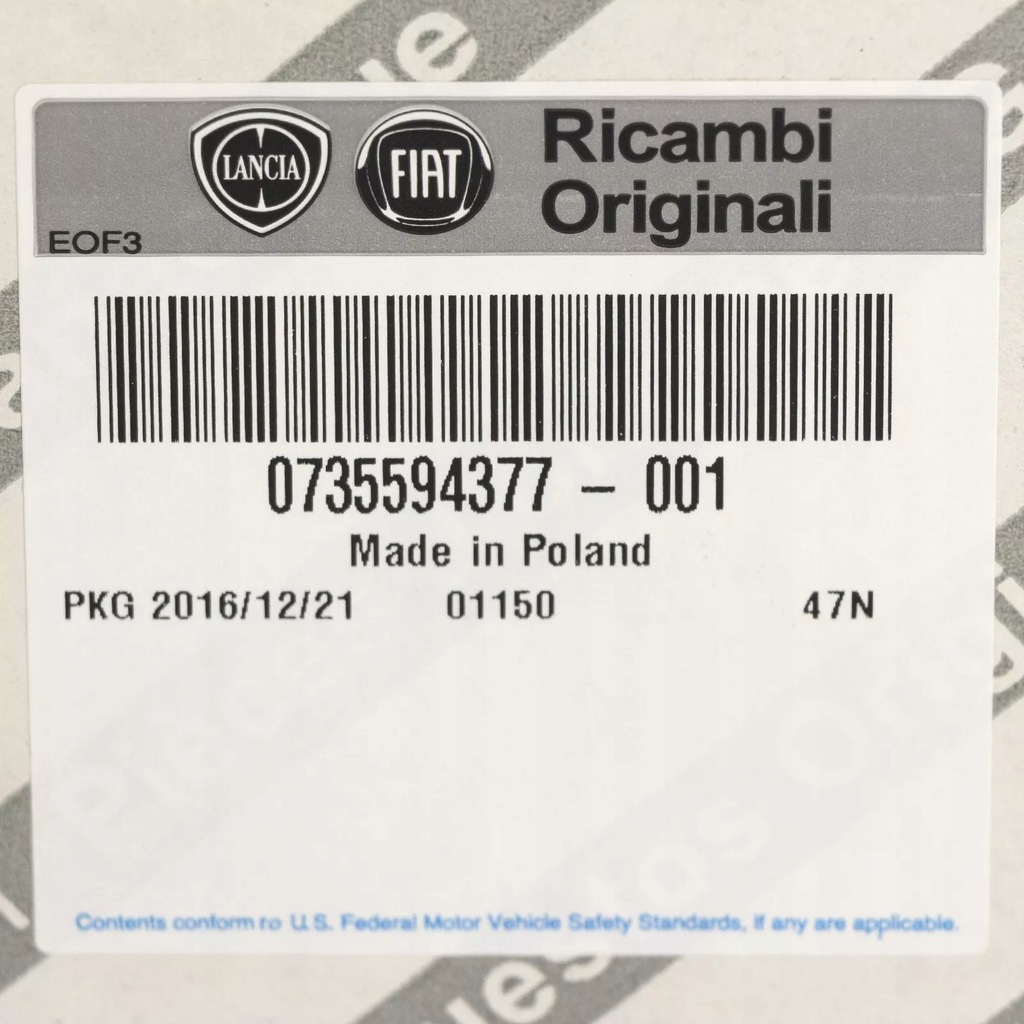 LANCIA
FIAT
Ricambi
Originali
EOF3
0735594377 – 001
Made in Poland
PKG 2016/12/21 01150 47N
Contents conform to U.S. Federal Motor Vehicle Safety Standards, if any are applicable.